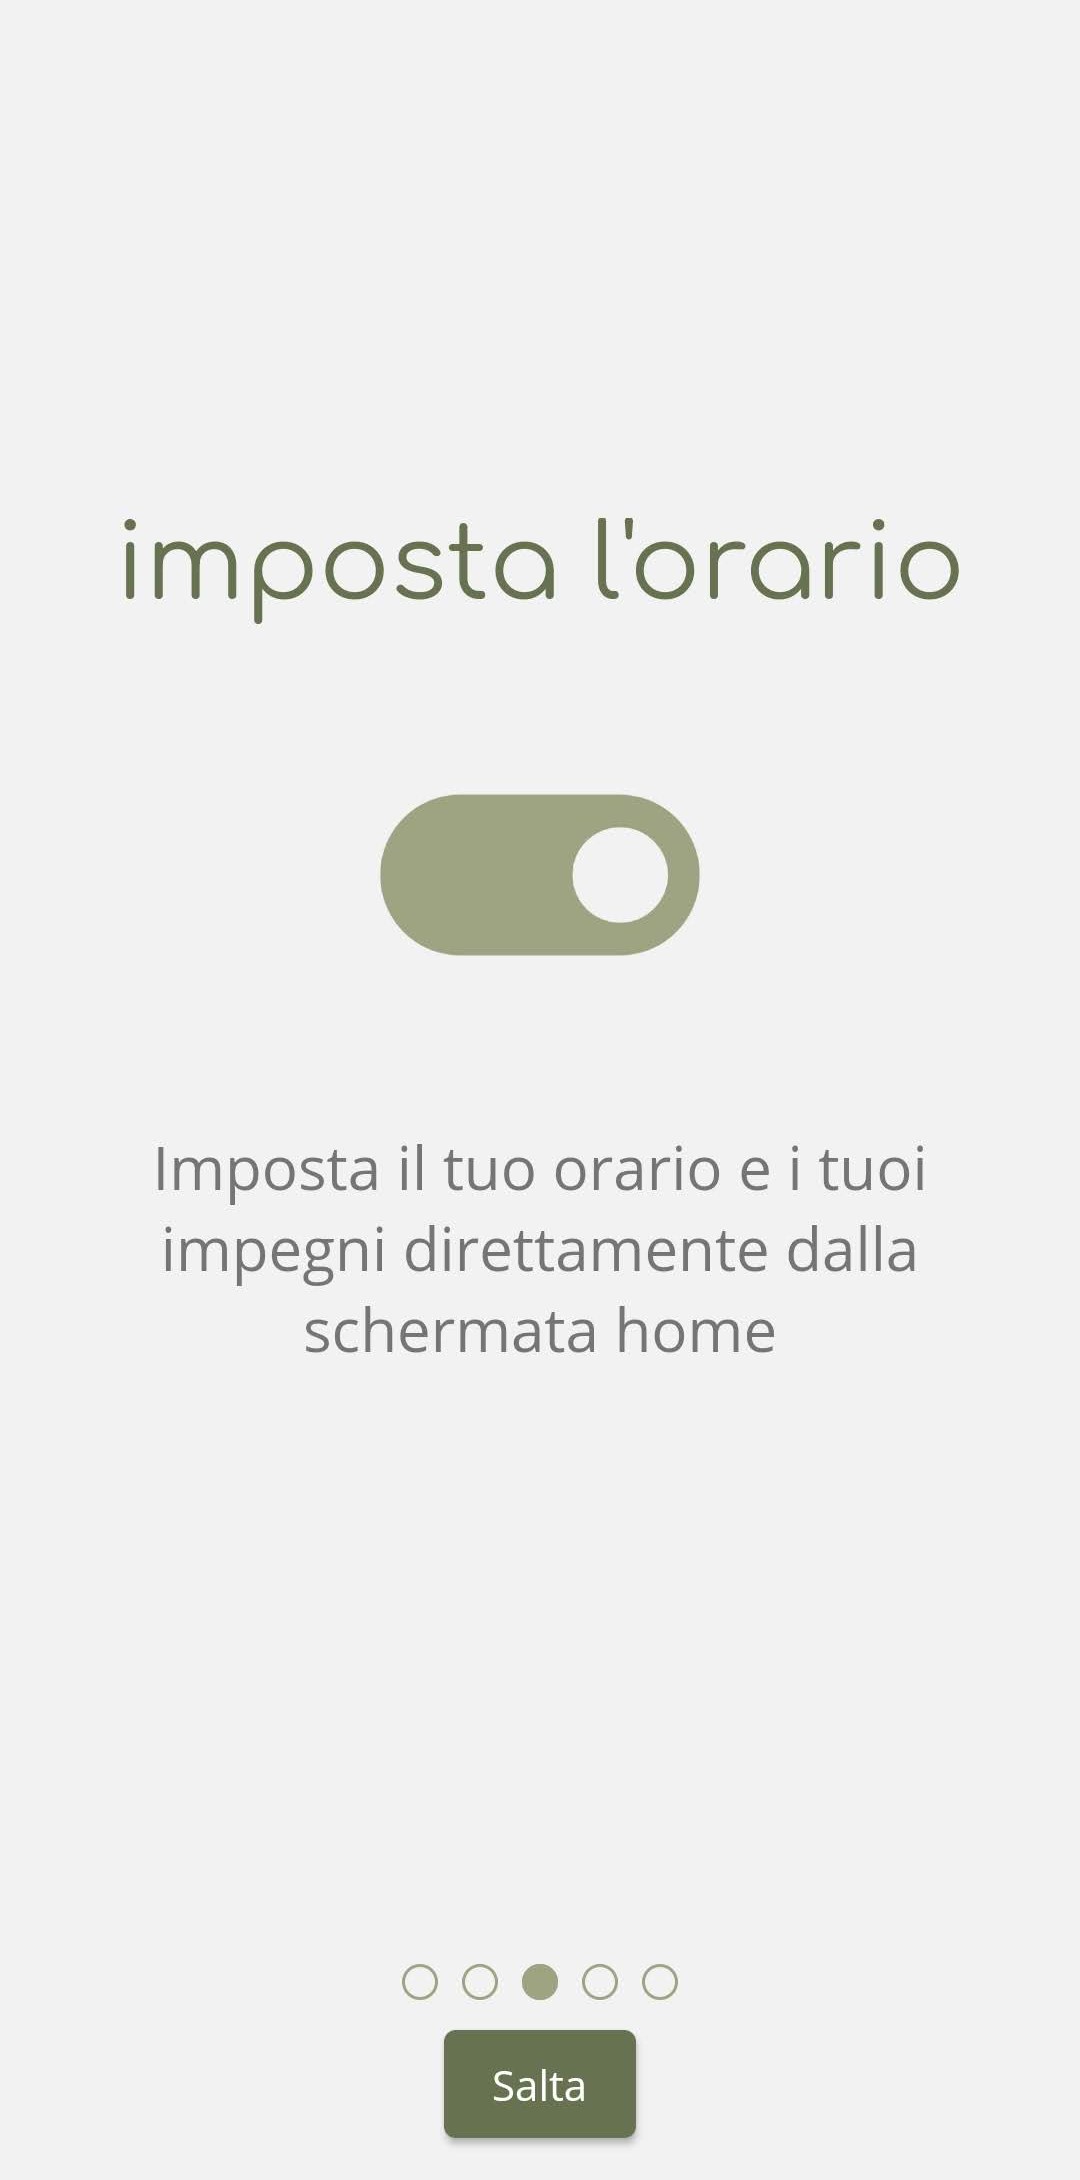 imposta l'orario
Imposta il tuo orario e i tuoi
impegni direttamente dalla
schermata home
Salta